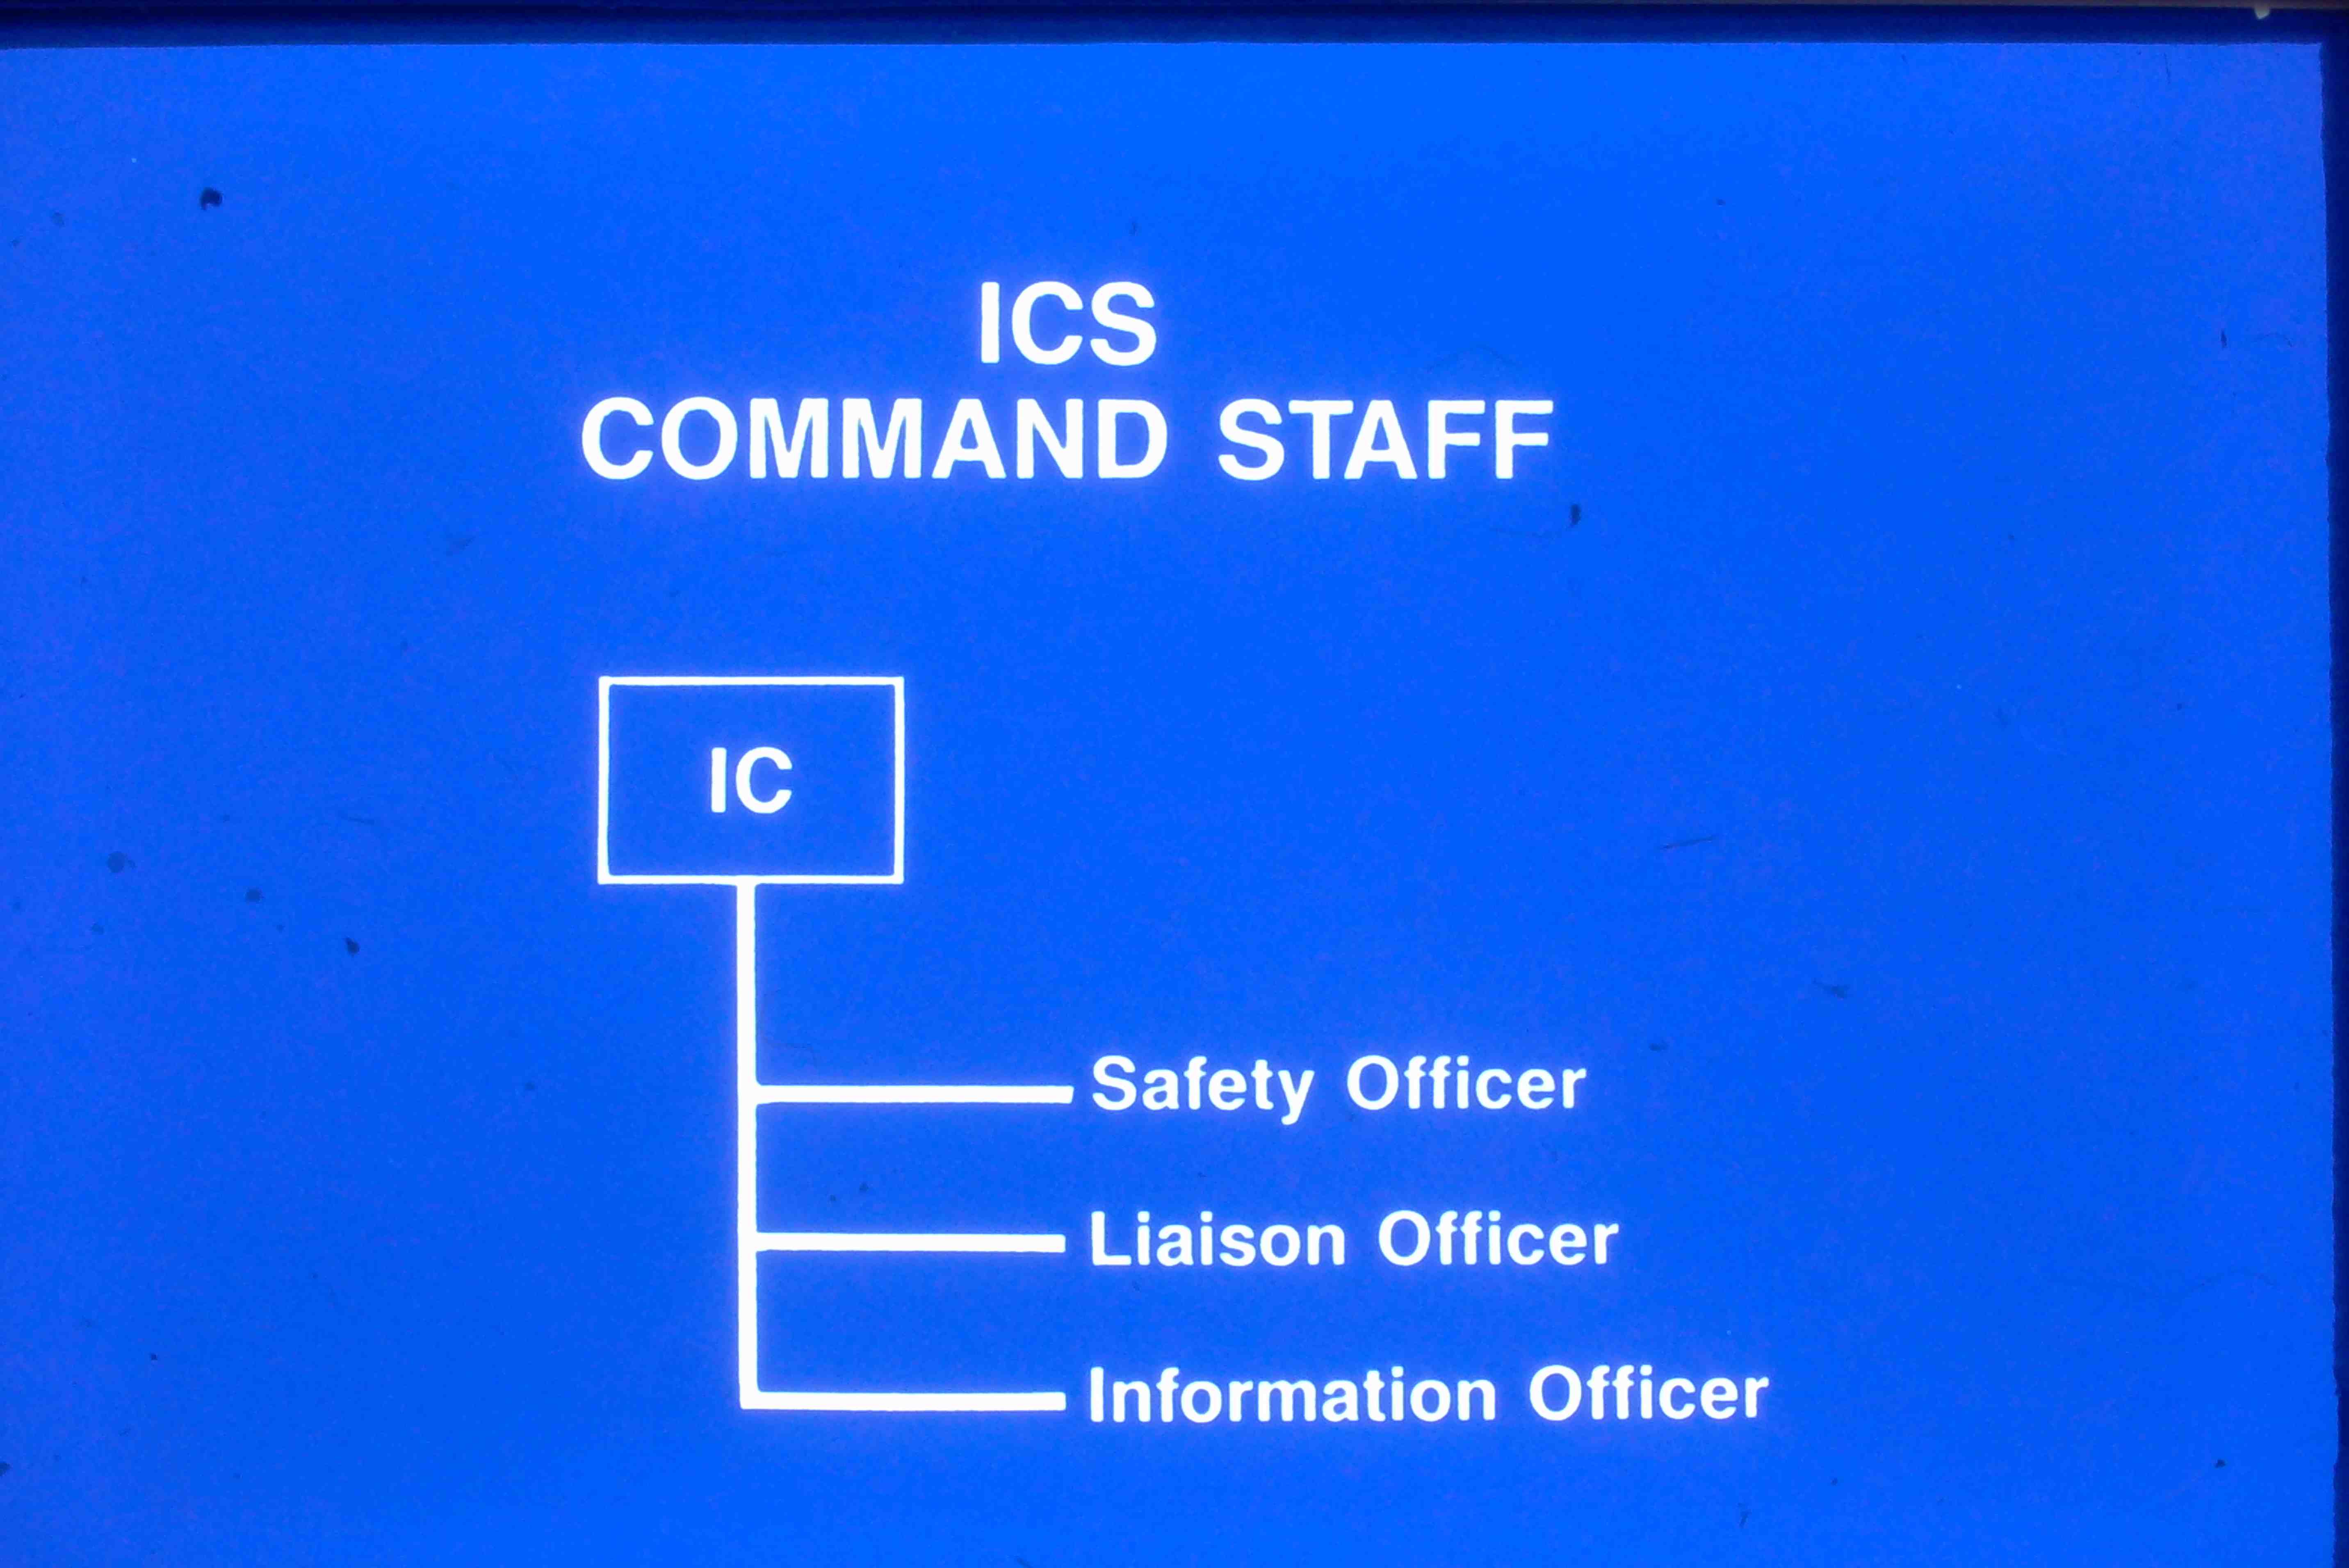 ICS
COMMAND STAFF
IC
Safety Officer
Liaison Officer
Information Officer